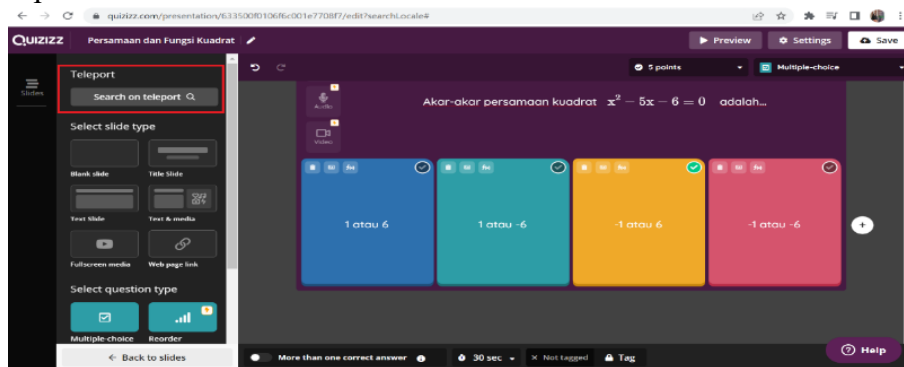 quizizz.com/presentation/633500f0106f6c001e7708f7/edit?searchLocale=#
QUIZIZZ Persamaan dan Fungsi Kuadrat Preview Settings Save
Teleport
Search on teleport
Slides
5 points Multiple-choice
Audio
Video
Akar-akar persamaan kuadrat x² − 5x − 6 = 0 adalah...
Select slide type
Blank slide Title Slide
Text Slide Text & media
Fullscreen media Web page link
1 atau 6 1 atau -6 -1 atau 6 -1 atau -6
Select question type
Multiple-choice Reorder
Back to slides
More than one correct answer 30 sec Not tagged Tag
Help